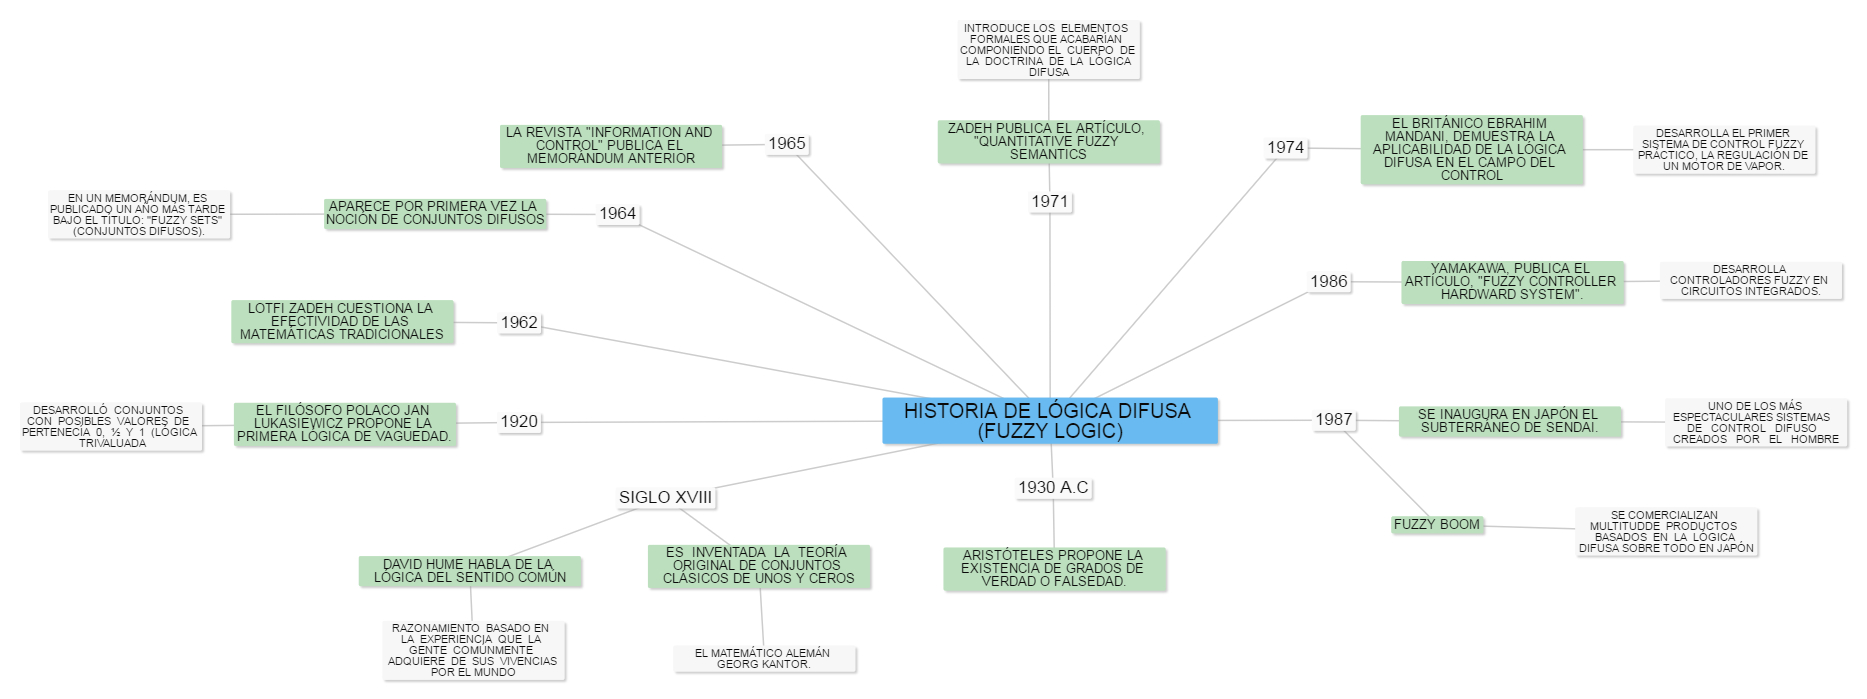 HISTORIA DE LÓGICA DIFUSA
(FUZZY LOGIC)
1930 A.C
ARISTÓTELES PROPONE LA
EXISTENCIA DE GRADOS DE
VERDAD O FALSEDAD.
SIGLO XVIII
DAVID HUME HABLA DE LA
LÓGICA DEL SENTIDO COMÚN
RAZONAMIENTO BASADO EN
LA EXPERIENCIA QUE LA
GENTE COMÚNMENTE
ADQUIERE DE SUS VIVENCIAS
POR EL MUNDO
ES INVENTADA LA TEORÍA
ORIGINAL DE CONJUNTOS
CLÁSICOS DE UNOS Y CEROS
EL MATEMÁTICO ALEMÁN
GEORG KANTOR.
1920
EL FILÓSOFO POLACO JAN
LUKASIEWICZ PROPONE LA
PRIMERA LÓGICA DE VAGUEDAD.
DESARROLLÓ CONJUNTOS
CON POSIBLES VALORES DE
PERTENECIA 0, ½ Y 1 (LÓGICA
TRIVALUADA
1962
LOTFI ZADEH CUESTIONA LA
EFECTIVIDAD DE LAS
MATEMÁTICAS TRADICIONALES
1964
APARECE POR PRIMERA VEZ LA
NOCIÓN DE CONJUNTOS DIFUSOS
EN UN MEMORÁNDUM, ES
PUBLICADO UN AÑO MÁS TARDE
BAJO EL TÍTULO: "FUZZY SETS"
(CONJUNTOS DIFUSOS).
1965
LA REVISTA "INFORMATION AND
CONTROL" PUBLICA EL
MEMORÁNDUM ANTERIOR
1971
ZADEH PUBLICA EL ARTÍCULO,
"QUANTITATIVE FUZZY
SEMANTICS
INTRODUCE LOS ELEMENTOS
FORMALES QUE ACABARÍAN
COMPONIENDO EL CUERPO DE
LA DOCTRINA DE LA LÓGICA
DIFUSA
1974
EL BRITÁNICO EBRAHIM
MANDANI, DEMUESTRA LA
APLICABILIDAD DE LA LÓGICA
DIFUSA EN EL CAMPO DEL
CONTROL
DESARROLLA EL PRIMER
SISTEMA DE CONTROL FUZZY
PRÁCTICO, LA REGULACIÓN DE
UN MOTOR DE VAPOR.
1986
YAMAKAWA, PUBLICA EL
ARTÍCULO, "FUZZY CONTROLLER
HARDWARD SYSTEM".
DESARROLLA
CONTROLADORES FUZZY EN
CIRCUITOS INTEGRADOS.
1987
SE INAUGURA EN JAPÓN EL
SUBTERRÁNEO DE SENDAI.
UNO DE LOS MÁS
ESPECTACULARES SISTEMAS
DE CONTROL DIFUSO
CREADOS POR EL HOMBRE
FUZZY BOOM
SE COMERCIALIZAN
MULTITUDDE PRODUCTOS
BASADOS EN LA LÓGICA
DIFUSA SOBRE TODO EN JAPÓN